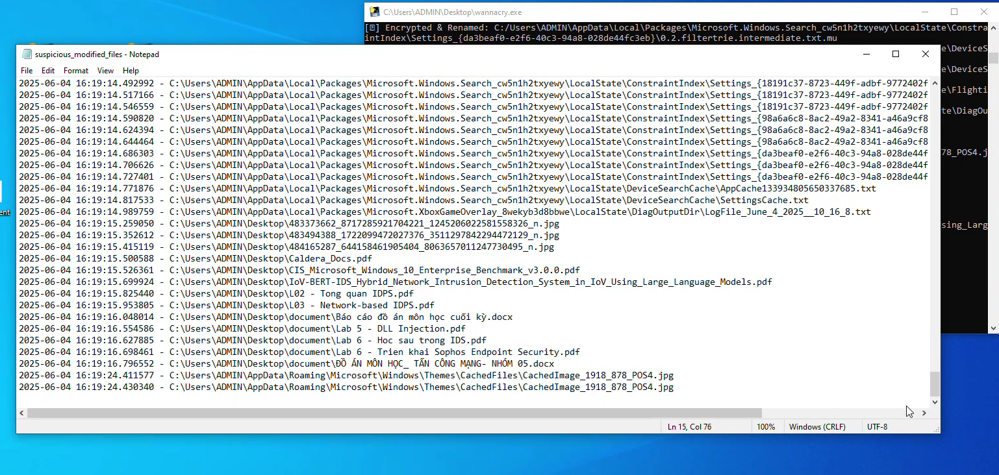 C:\Users\ADMIN\Desktop\wannacry.exe
Encrypted & Renamed: C:/Users\ADMIN\AppData\Local\Packages\Microsoft.Windows.Search_cw5n1h2txyewy\LocalState\Constra
intIndex\Settings_{da3beaf0-e2f6-40c3-94a8-028de44fc3eb}\0.2.filtertrie.intermediate.txt.mu
e\DeviceS
e\DeviceS
e\Flighti
te\DiagOu
78_POS4.j
sing_Larg
ent
suspicious_modified_files - Notepad
File Edit Format View Help
2025-06-04 16:19:14.492992 - C:\Users\ADMIN\AppData\Local\Packages\Microsoft.Windows.Search_cw5n1h2txyewy\LocalState\ConstraintIndex\Settings_{18191c37-8723-449f-adbf-9772402f
2025-06-04 16:19:14.517166 - C:\Users\ADMIN\AppData\Local\Packages\Microsoft.Windows.Search_cw5n1h2txyewy\LocalState\ConstraintIndex\Settings_{18191c37-8723-449f-adbf-9772402f
2025-06-04 16:19:14.546559 - C:\Users\ADMIN\AppData\Local\Packages\Microsoft.Windows.Search_cw5n1h2txyewy\LocalState\ConstraintIndex\Settings_{18191c37-8723-449f-adbf-9772402f
2025-06-04 16:19:14.590820 - C:\Users\ADMIN\AppData\Local\Packages\Microsoft.Windows.Search_cw5n1h2txyewy\LocalState\ConstraintIndex\Settings_{98a6a6c8-8ac2-49a2-8341-a46a9cf8
2025-06-04 16:19:14.624394 - C:\Users\ADMIN\AppData\Local\Packages\Microsoft.Windows.Search_cw5n1h2txyewy\LocalState\ConstraintIndex\Settings_{98a6a6c8-8ac2-49a2-8341-a46a9cf8
2025-06-04 16:19:14.644464 - C:\Users\ADMIN\AppData\Local\Packages\Microsoft.Windows.Search_cw5n1h2txyewy\LocalState\ConstraintIndex\Settings_{98a6a6c8-8ac2-49a2-8341-a46a9cf8
2025-06-04 16:19:14.686303 - C:\Users\ADMIN\AppData\Local\Packages\Microsoft.Windows.Search_cw5n1h2txyewy\LocalState\ConstraintIndex\Settings_{da3beaf0-e2f6-40c3-94a8-028de44f
2025-06-04 16:19:14.706626 - C:\Users\ADMIN\AppData\Local\Packages\Microsoft.Windows.Search_cw5n1h2txyewy\LocalState\ConstraintIndex\Settings_{da3beaf0-e2f6-40c3-94a8-028de44f
2025-06-04 16:19:14.727401 - C:\Users\ADMIN\AppData\Local\Packages\Microsoft.Windows.Search_cw5n1h2txyewy\LocalState\ConstraintIndex\Settings_{da3beaf0-e2f6-40c3-94a8-028de44f
2025-06-04 16:19:14.771876 - C:\Users\ADMIN\AppData\Local\Packages\Microsoft.Windows.Search_cw5n1h2txyewy\LocalState\DeviceSearchCache\AppCache133934805650337685.txt
2025-06-04 16:19:14.817533 - C:\Users\ADMIN\AppData\Local\Packages\Microsoft.Windows.Search_cw5n1h2txyewy\LocalState\DeviceSearchCache\SettingsCache.txt
2025-06-04 16:19:14.989759 - C:\Users\ADMIN\AppData\Local\Packages\Microsoft.XboxGameOverlay_8wekyb3d8bbwe\LocalState\DiagOutputDir\LogFile_June_4_2025__10_16_8.txt
2025-06-04 16:19:15.259050 - C:\Users\ADMIN\Desktop\483373662_8717285921704221_1245206022581558326_n.jpg
2025-06-04 16:19:15.352612 - C:\Users\ADMIN\Desktop\483494388_1722099472027376_3511297842294472129_n.jpg
2025-06-04 16:19:15.415119 - C:\Users\ADMIN\Desktop\484165287_644158461905404_8063657011247730495_n.jpg
2025-06-04 16:19:15.500588 - C:\Users\ADMIN\Desktop\Caldera_Docs.pdf
2025-06-04 16:19:15.526361 - C:\Users\ADMIN\Desktop\CIS_Microsoft_Windows_10_Enterprise_Benchmark_v3.0.0.pdf
2025-06-04 16:19:15.699924 - C:\Users\ADMIN\Desktop\IoV-BERT-IDS_Hybrid_Network_Intrusion_Detection_System_in_IoV_Using_Large_Language_Models.pdf
2025-06-04 16:19:15.825440 - C:\Users\ADMIN\Desktop\L02 - Tong quan IDPS.pdf
2025-06-04 16:19:15.953805 - C:\Users\ADMIN\Desktop\L03 - Network-based IDPS.pdf
2025-06-04 16:19:16.048014 - C:\Users\ADMIN\Desktop\document\Báo cáo đồ án môn học cuối kỳ.docx
2025-06-04 16:19:16.554586 - C:\Users\ADMIN\Desktop\document\Lab 5 - DLL Injection.pdf
2025-06-04 16:19:16.627885 - C:\Users\ADMIN\Desktop\document\Lab 6 - Hoc sau trong IDS.pdf
2025-06-04 16:19:16.698461 - C:\Users\ADMIN\Desktop\document\Lab 6 - Trien khai Sophos Endpoint Security.pdf
2025-06-04 16:19:16.796552 - C:\Users\ADMIN\Desktop\document\ĐỒ ÁN MÔN HỌC_ TẤN CÔNG MẠNG- NHÓM 05.docx
2025-06-04 16:19:24.411577 - C:\Users\ADMIN\AppData\Roaming\Microsoft\Windows\Themes\CachedFiles\CachedImage_1918_878_POS4.jpg
2025-06-04 16:19:24.430340 - C:\Users\ADMIN\AppData\Roaming\Microsoft\Windows\Themes\CachedFiles\CachedImage_1918_878_POS4.jpg
Ln 15, Col 76 100% Windows (CRLF) UTF-8